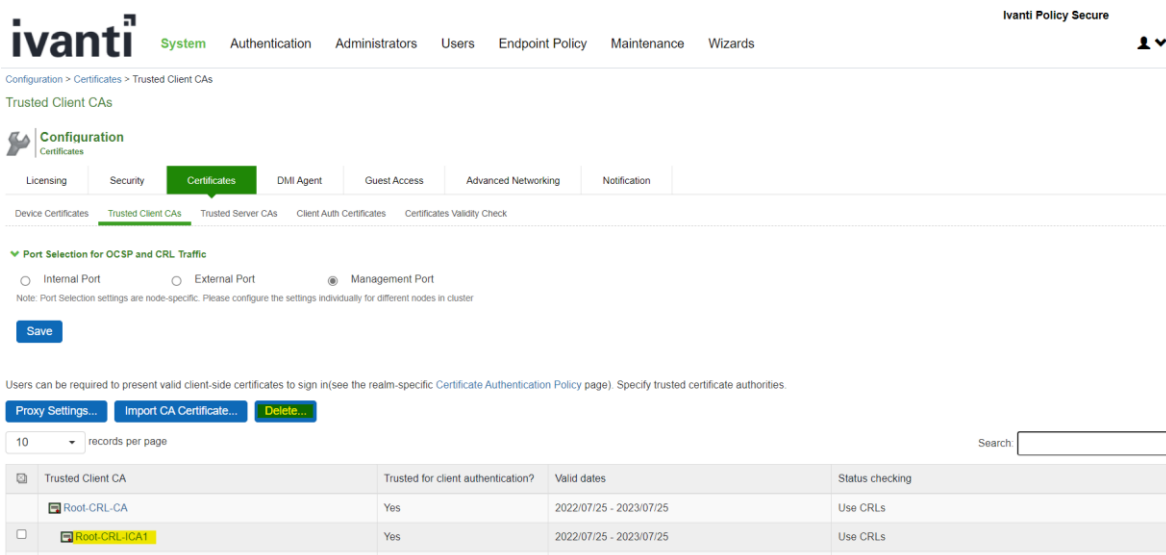 Ivanti Policy Secure
ivanti
System Authentication Administrators Users Endpoint Policy Maintenance Wizards
Configuration > Certificates > Trusted Client CAs
Trusted Client CAs
Configuration
Certificates
Licensing Security Certificates DMI Agent Guest Access Advanced Networking Notification
Device Certificates Trusted Client CAs Trusted Server CAs Client Auth Certificates Certificates Validity Check
Port Selection for OCSP and CRL Traffic
Internal Port External Port Management Port
Note: Port Selection settings are node-specific. Please configure the settings individually for different nodes in cluster
Save
Users can be required to present valid client-side certificates to sign in(see the realm-specific Certificate Authentication Policy page). Specify trusted certificate authorities.
Proxy Settings... Import CA Certificate... Delete...
10 records per page Search:
Trusted Client CA Trusted for client authentication? Valid dates Status checking
Root-CRL-CA Yes 2022/07/25 - 2023/07/25 Use CRLs
Root-CRL-ICA1 Yes 2022/07/25 - 2023/07/25 Use CRLs